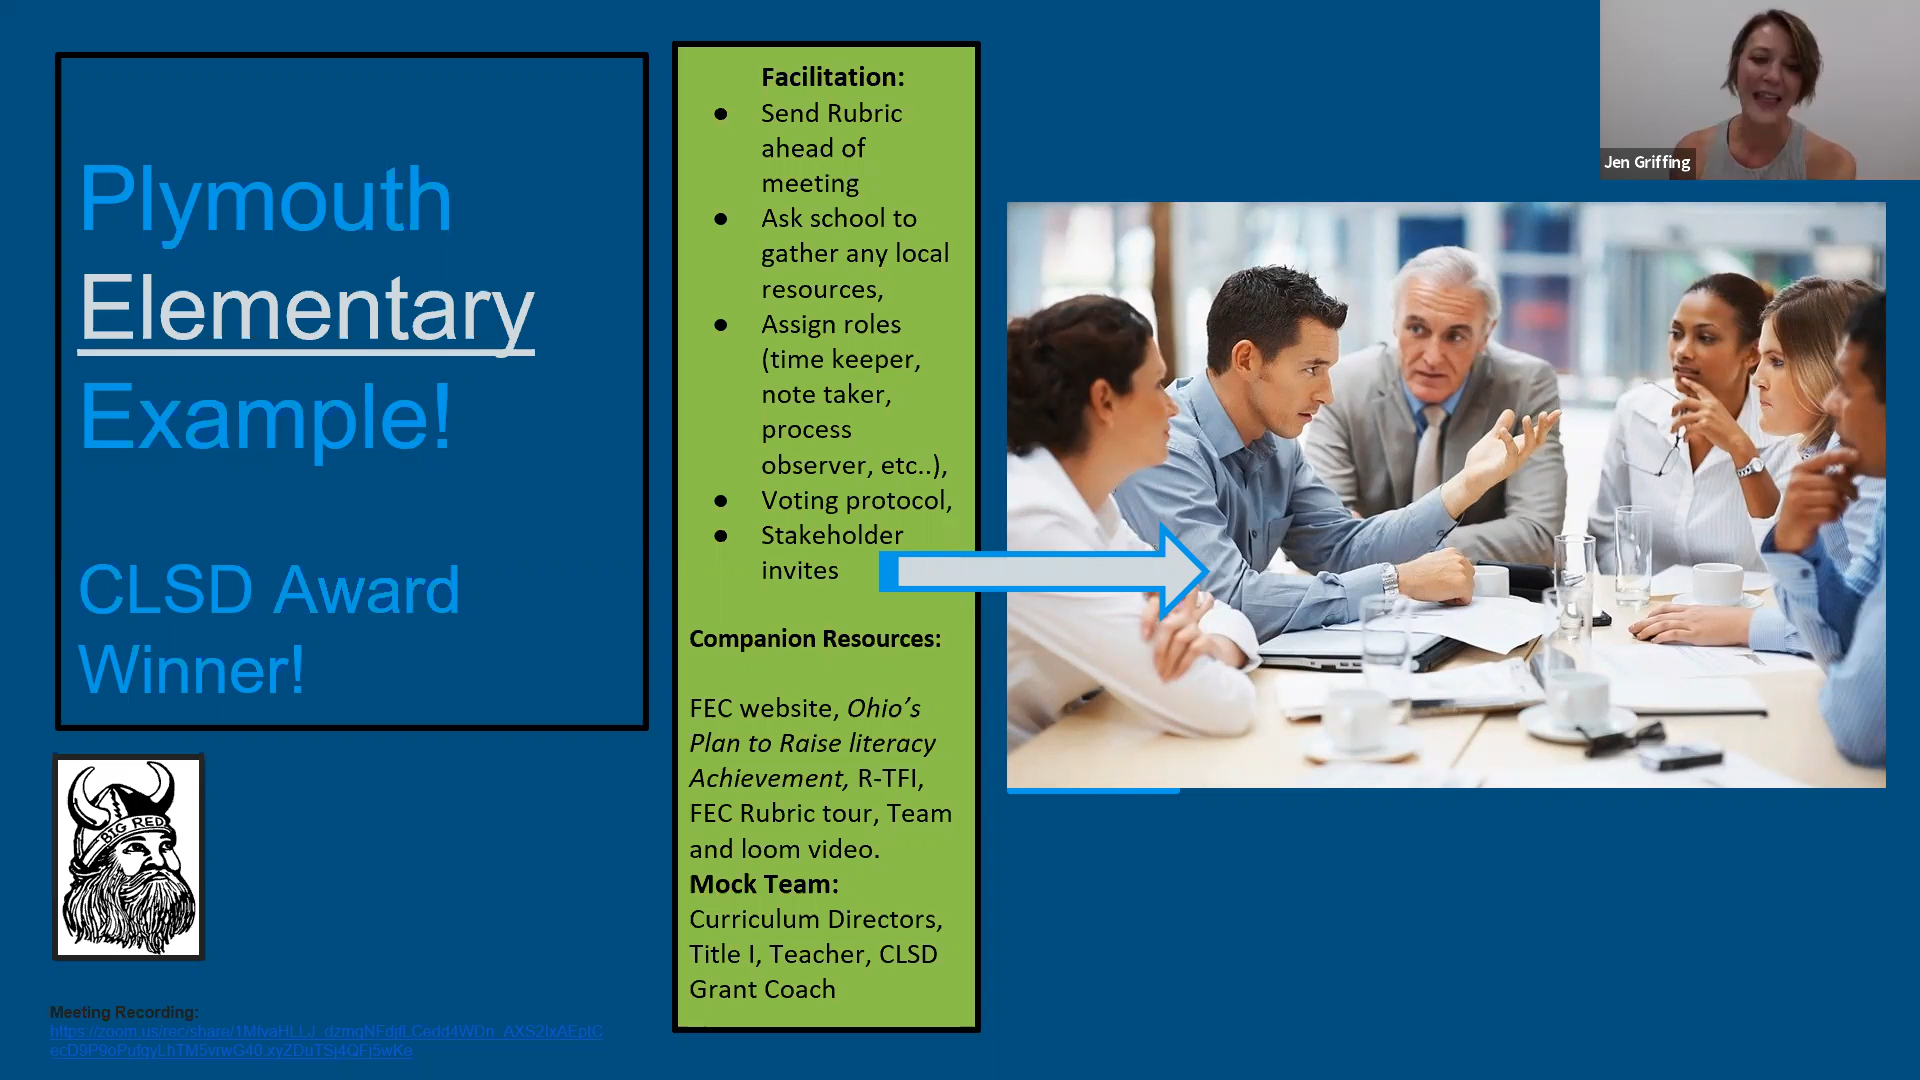 Plymouth
Elementary
Example!
CLSD Award
Winner!
BIG RED
Meeting Recording:
Facilitation:
● Send Rubric
ahead of
meeting
● Ask school to
gather any local
resources,
● Assign roles
(time keeper,
note taker,
process
observer, etc..),
● Voting protocol,
● Stakeholder
invites
Companion Resources:
FEC website, Ohio’s
Plan to Raise literacy
Achievement, R-TFI,
FEC Rubric tour, Team
and loom video.
Mock Team:
Curriculum Directors,
Title I, Teacher, CLSD
Grant Coach
Jen Griffing